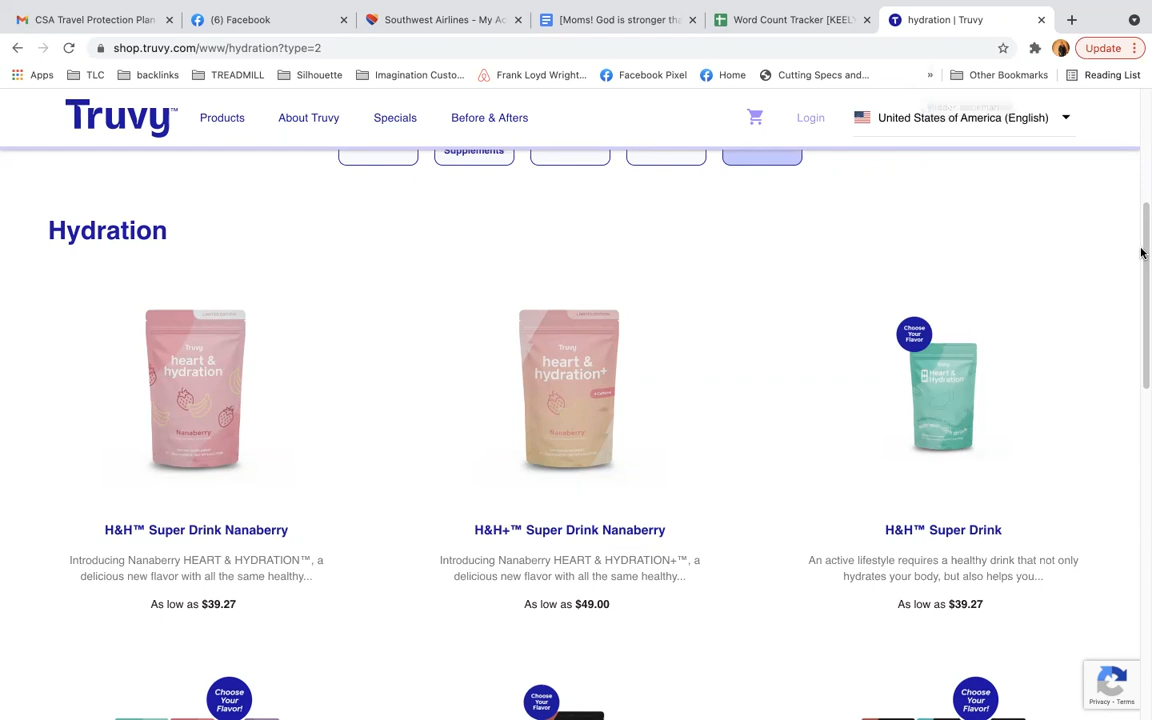 CSA Travel Protection Plan
(6) Facebook
Southwest Airlines - My Ac
[Moms! God is stronger tha
Word Count Tracker [KEELY
hydration | Truvy
shop.truvy.com/www/hydration?type=2
Update
Apps
TLC
backlinks
TREADMILL
Silhouette
Imagination Custo...
Frank Loyd Wright...
Facebook Pixel
Home
Cutting Specs and...
»
Other Bookmarks
Reading List
Truvy™
Products
About Truvy
Specials
Before & Afters
Login
United States of America (English)
Supplements
Hydration
Truvy
heart &
hydration
Nanaberry
Truvy
heart &
hydration+
Nanaberry
Choose
Your
Flavor
Heart &
Hydration
H&H™ Super Drink Nanaberry
Introducing Nanaberry HEART & HYDRATION™, a
delicious new flavor with all the same healthy...
As low as $39.27
H&H+™ Super Drink Nanaberry
Introducing Nanaberry HEART & HYDRATION+™, a
delicious new flavor with all the same healthy...
As low as $49.00
H&H™ Super Drink
An active lifestyle requires a healthy drink that not only
hydrates your body, but also helps you...
As low as $39.27
Choose
Your
Flavor!
Choose
Your
Flavor
Choose
Your
Flavor!
Privacy - Terms